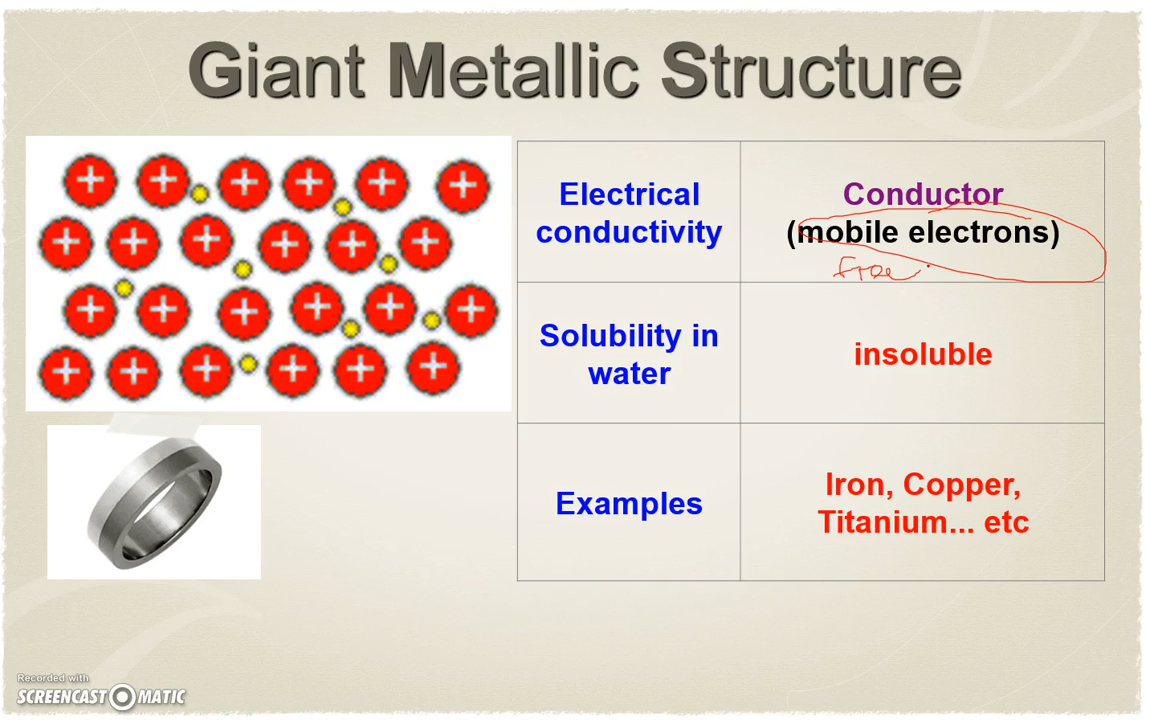 Giant Metallic Structure
Electrical
conductivity
Conductor
(mobile electrons)
free
Solubility in
water
insoluble
Examples
Iron, Copper,
Titanium... etc
Recorded with
SCREENCAST MATIC